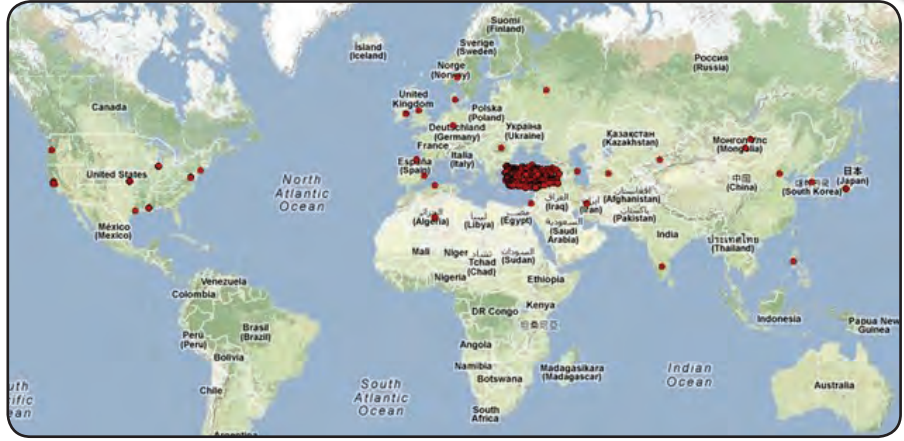 Suomi
(Finland)
Ísland
(Iceland)
Sverige
(Sweden)
Norge
(Norway)
Россия
(Russia)
Canada
United
Kingdom
Polska
(Poland)
Deutschland
(Germany)
Україна
(Ukraine)
France
Казақстан
(Kazakhstan)
(Mongolia)
Italia
(Italy)
España
(Spain)
United States
North
Atlantic
Ocean
中国
(China)
日本
(Japan)
(South Korea)
(Afghanistan)
العراق
(Iraq)
(Iran)
پاکستان
(Pakistan)
الجزائر
(Algeria)
ليبيا
(Libya)
مصر
(Egypt)
السعودية
(Saudi
Arabia)
México
(Mexico)
India
ประเทศไทย
(Thailand)
Mali
Niger
Tchad
(Chad)
السودان
(Sudan)
Nigeria
Ethiopia
Venezuela
Colombia
Kenya
DR Congo
Indonesia
Papua New
Guinea
Perú
(Peru)
Brasil
(Brazil)
Bolivia
Angola
Namibia
Botswana
Madagasikara
(Madagascar)
Indian
Ocean
Australia
Chile
South
Atlantic
Ocean
South
Africa
Argentina